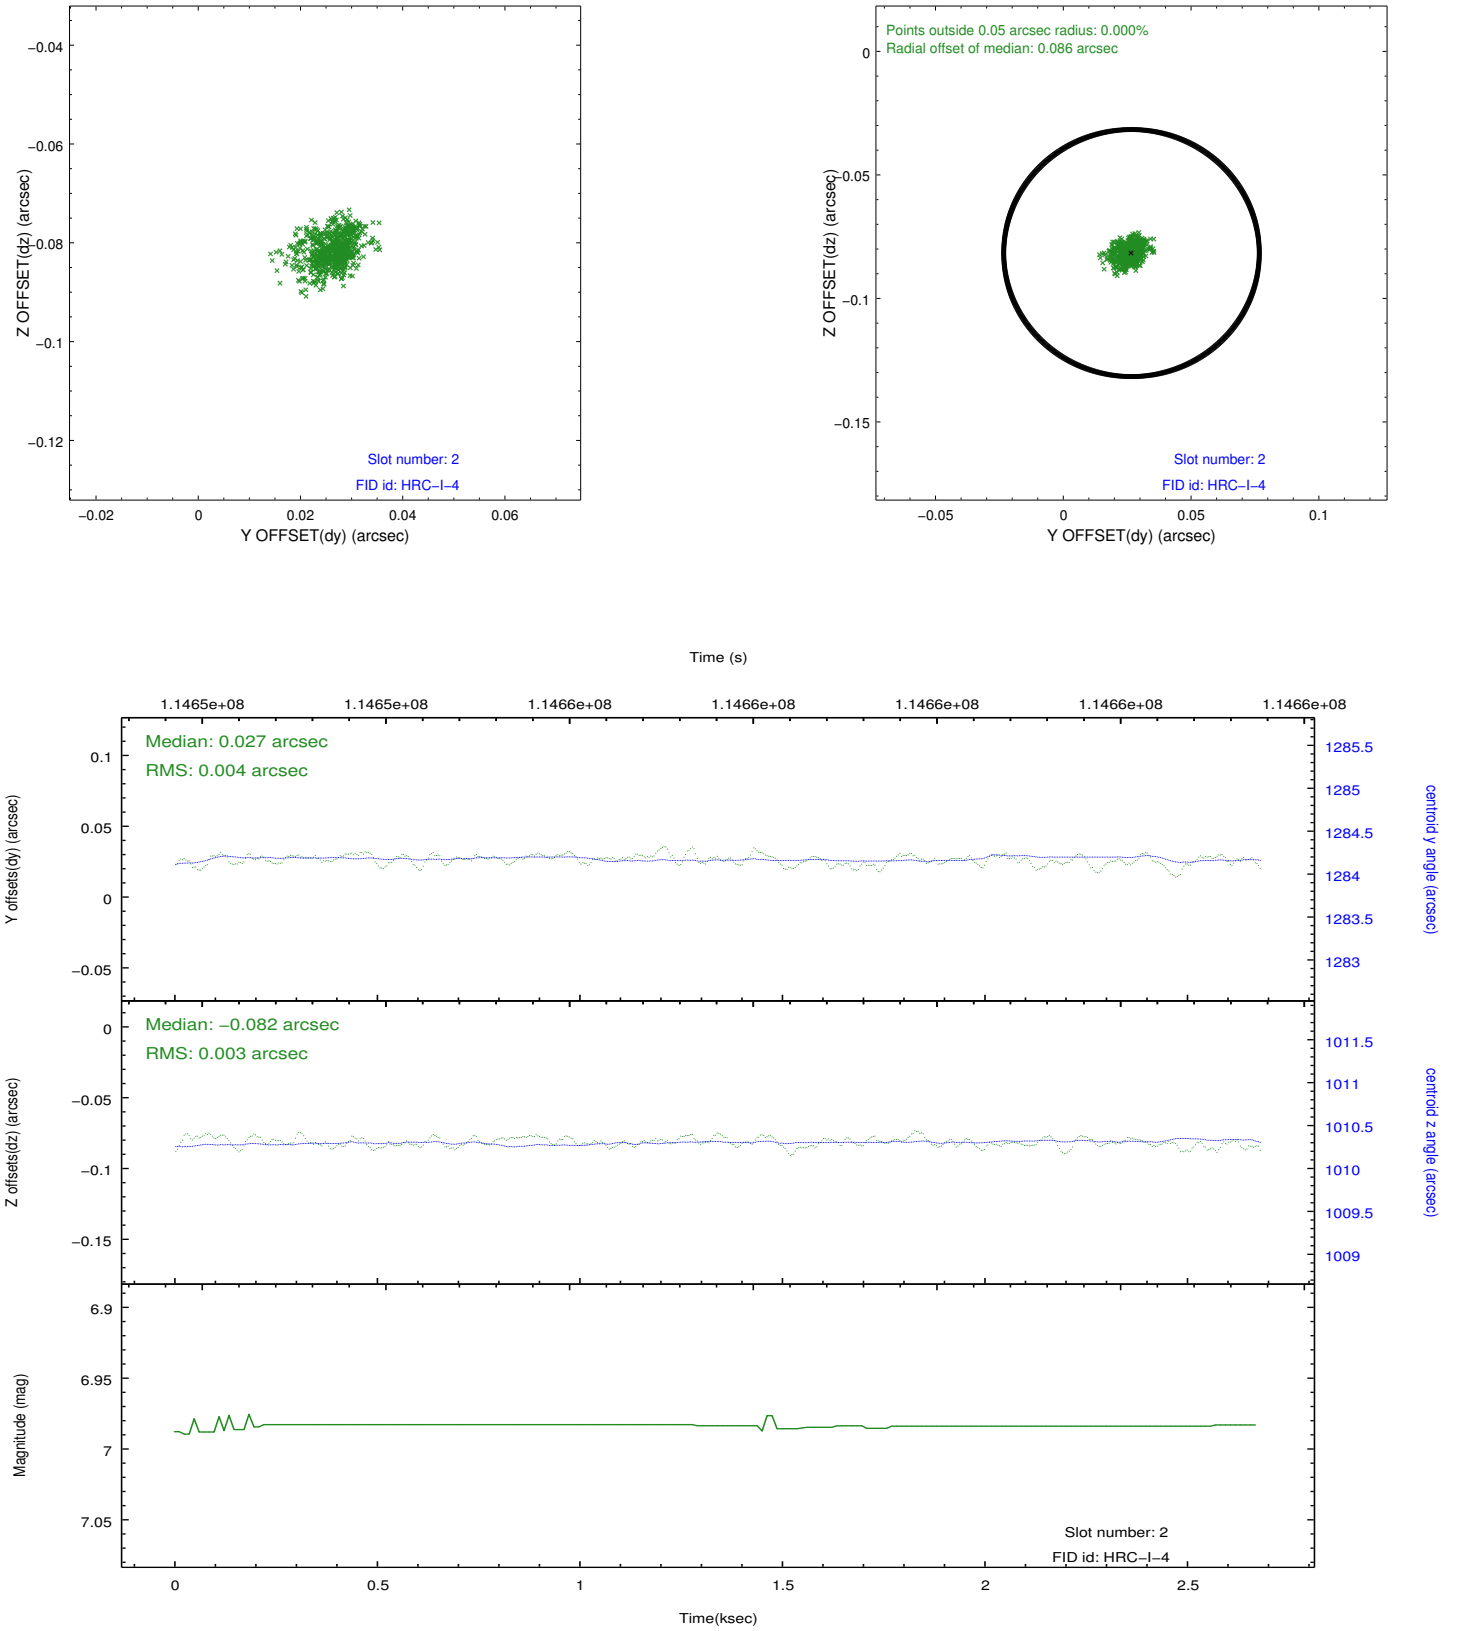 −0.04
−0.06
−0.08
−0.1
−0.12
Z OFFSET(dz) (arcsec)
Slot number: 2
FID id: HRC−I−4
−0.02 0 0.02 0.04 0.06
Y OFFSET(dy) (arcsec)
Points outside 0.05 arcsec radius: 0.000%
Radial offset of median: 0.086 arcsec
0
−0.05
−0.1
−0.15
Z OFFSET(dz) (arcsec)
Slot number: 2
FID id: HRC−I−4
−0.05 0 0.05 0.1
Y OFFSET(dy) (arcsec)
Time (s)
1.1465e+08 1.1465e+08 1.1466e+08 1.1466e+08 1.1466e+08 1.1466e+08 1.1466e+08
Median: 0.027 arcsec
RMS: 0.004 arcsec
0.1
0.05
0
−0.05
Y offsets(dy) (arcsec)
1285.5
1285
1284.5
1284
1283.5
1283
centroid y angle (arcsec)
Median: −0.082 arcsec
RMS: 0.003 arcsec
0
−0.05
−0.1
−0.15
Z offsets(dz) (arcsec)
1011.5
1011
1010.5
1010
1009.5
1009
centroid z angle (arcsec)
6.9
6.95
7
7.05
Magnitude (mag)
Slot number: 2
FID id: HRC−I−4
0 0.5 1 1.5 2 2.5
Time(ksec)